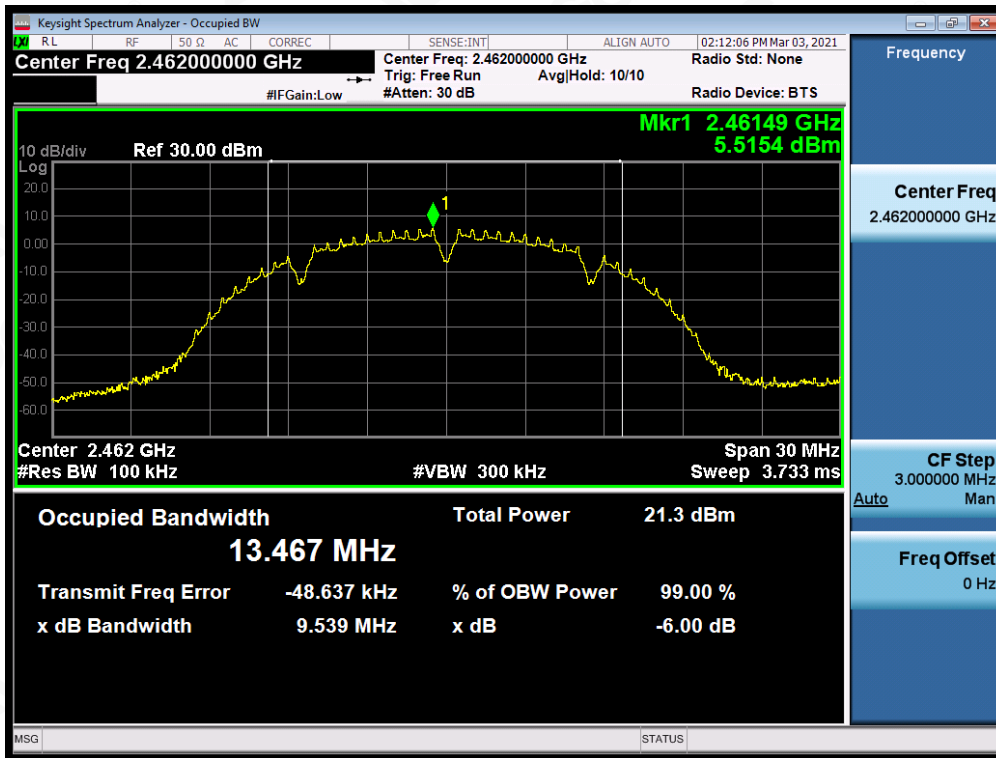 Keysight Spectrum Analyzer - Occupied BW
LXI RL RF 50 Ω AC CORREC SENSE:INT ALIGN AUTO 02:12:06 PM Mar 03, 2021
Center Freq 2.462000000 GHz
Center Freq: 2.462000000 GHz
Radio Std: None
Trig: Free Run Avg|Hold: 10/10
#IFGain:Low
#Atten: 30 dB
Radio Device: BTS
Mkr1 2.46149 GHz
5.5154 dBm
10 dB/div Ref 30.00 dBm
Log
20.0
10.0
0.00
-10.0
-20.0
-30.0
-40.0
-50.0
-60.0
1
Center 2.462 GHz Span 30 MHz
#Res BW 100 kHz #VBW 300 kHz Sweep 3.733 ms
Occupied Bandwidth Total Power 21.3 dBm
13.467 MHz
Transmit Freq Error -48.637 kHz % of OBW Power 99.00 %
x dB Bandwidth 9.539 MHz x dB -6.00 dB
MSG STATUS
Frequency
Center Freq
2.462000000 GHz
CF Step
3.000000 MHz
Auto Man
Freq Offset
0 Hz